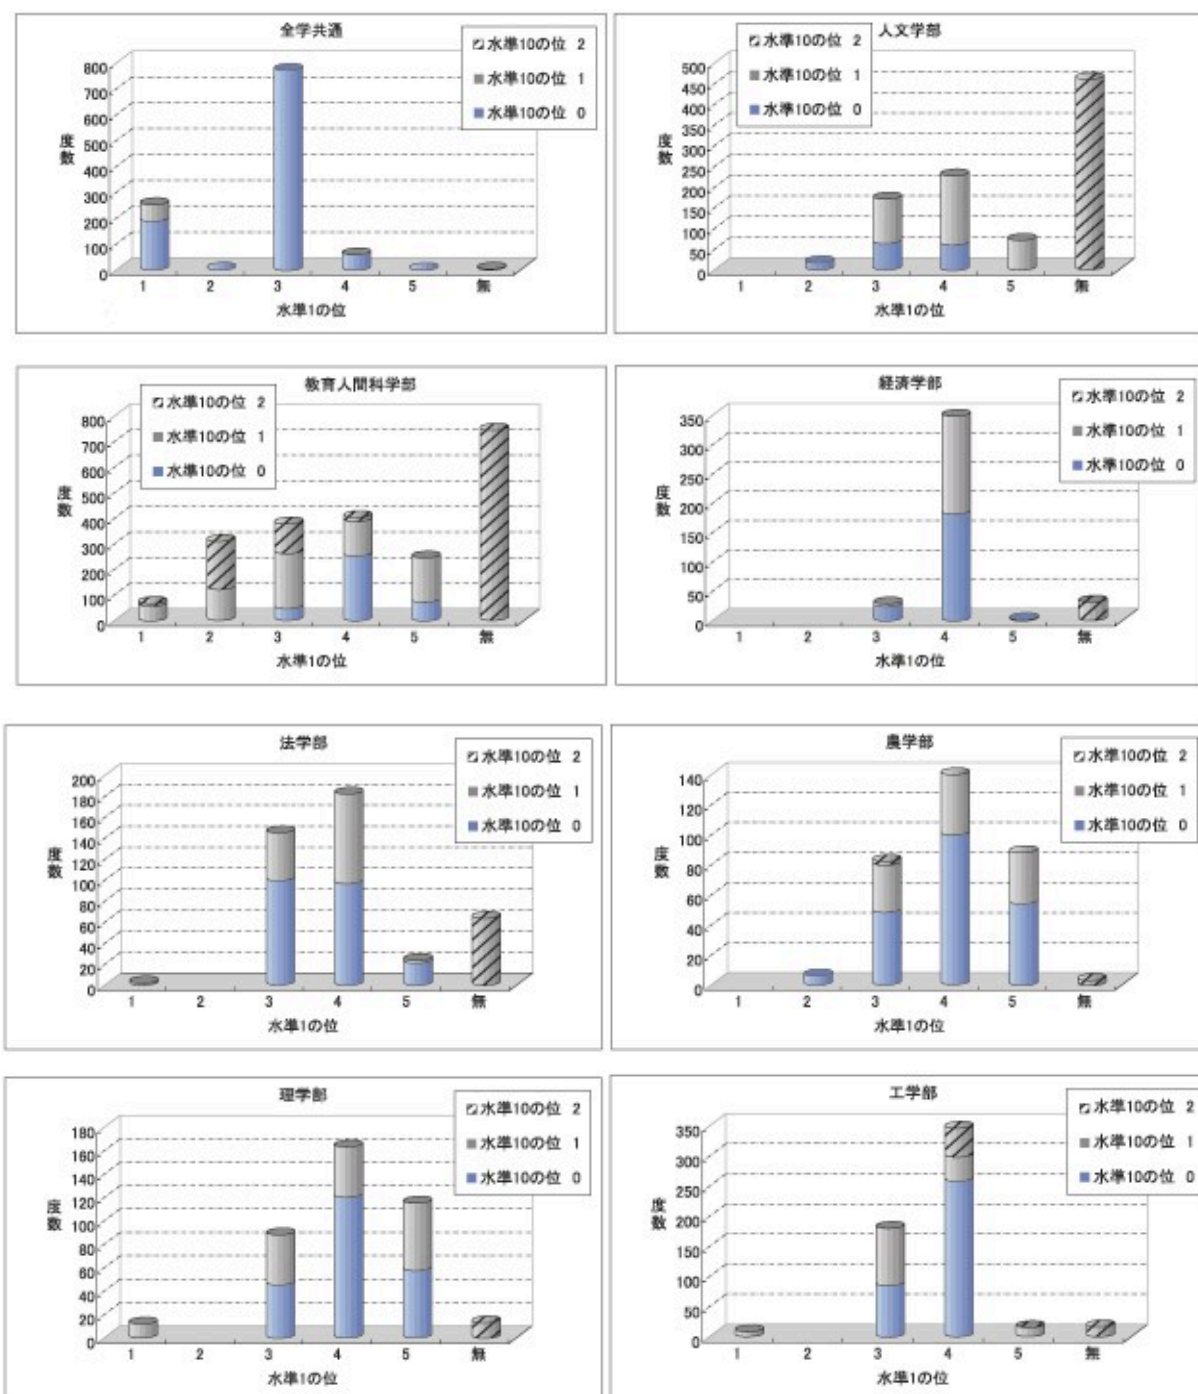 全学共通
水準10の位 2
水準10の位 1
水準10の位 0
度数
800
700
600
500
400
300
200
100
0
1 2 3 4 5 無
水準1の位
人文学部
水準10の位 2
水準10の位 1
水準10の位 0
度数
500
450
400
350
300
250
200
150
100
50
0
1 2 3 4 5 無
水準1の位
教育人間科学部
水準10の位 2
水準10の位 1
水準10の位 0
度数
800
700
600
500
400
300
200
100
0
1 2 3 4 5 無
水準1の位
経済学部
水準10の位 2
水準10の位 1
水準10の位 0
度数
350
300
250
200
150
100
50
0
1 2 3 4 5 無
水準1の位
法学部
水準10の位 2
水準10の位 1
水準10の位 0
度数
200
180
160
140
120
100
80
60
40
20
0
1 2 3 4 5 無
水準1の位
農学部
水準10の位 2
水準10の位 1
水準10の位 0
度数
140
120
100
80
60
40
20
0
1 2 3 4 5 無
水準1の位
理学部
水準10の位 2
水準10の位 1
水準10の位 0
度数
180
160
140
120
100
80
60
40
20
0
1 2 3 4 5 無
水準1の位
工学部
水準10の位 2
水準10の位 1
水準10の位 0
度数
350
300
250
200
150
100
50
0
1 2 3 4 5 無
水準1の位